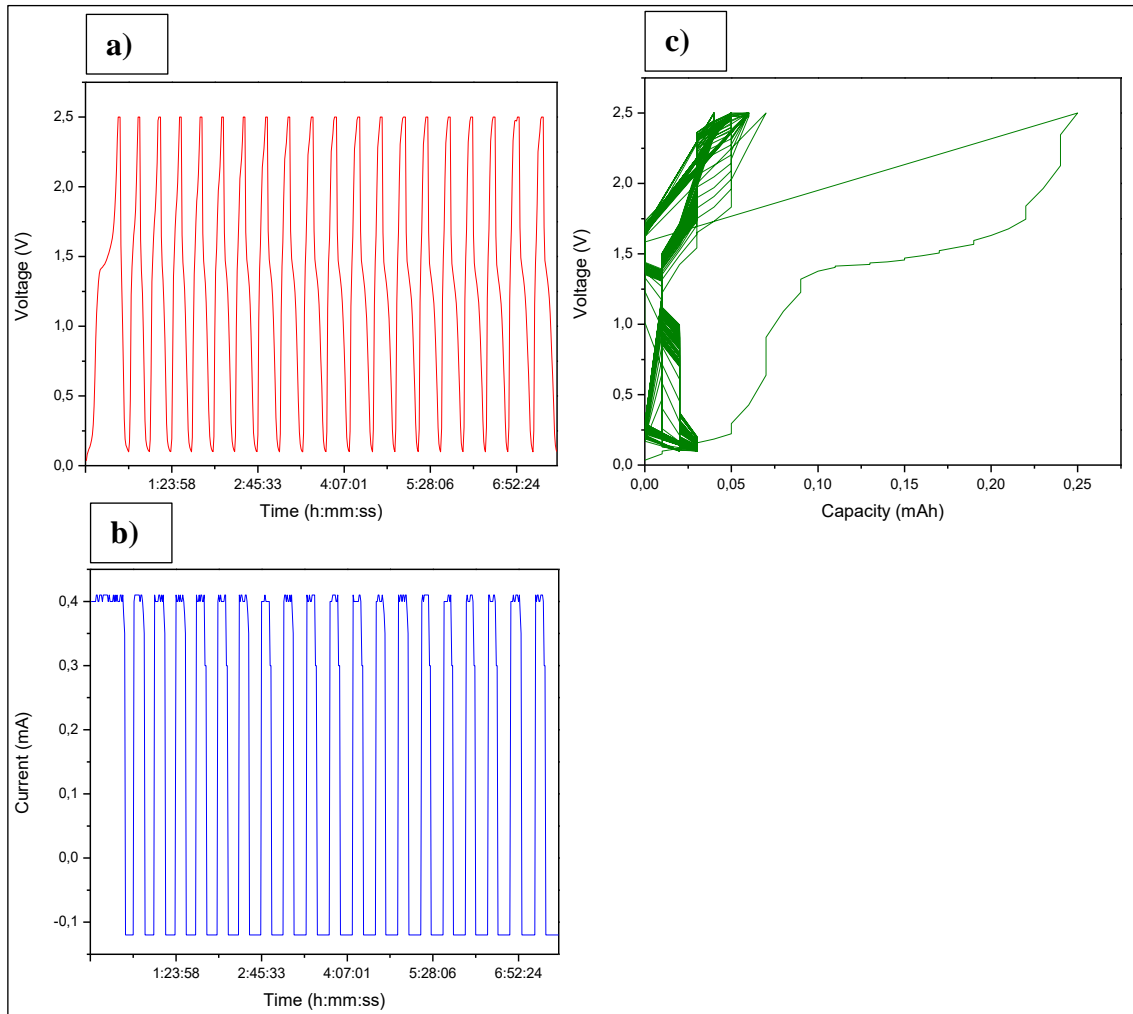 a)
2,5
2,0
1,5
1,0
0,5
0,0
Voltage (V)
1:23:58 2:45:33 4:07:01 5:28:06 6:52:24
Time (h:mm:ss)
c)
2,5
2,0
1,5
1,0
0,5
0,0
Voltage (V)
0,00 0,05 0,10 0,15 0,20 0,25
Capacity (mAh)
b)
0,4
0,3
0,2
0,1
0,0
-0,1
Current (mA)
1:23:58 2:45:33 4:07:01 5:28:06 6:52:24
Time (h:mm:ss)